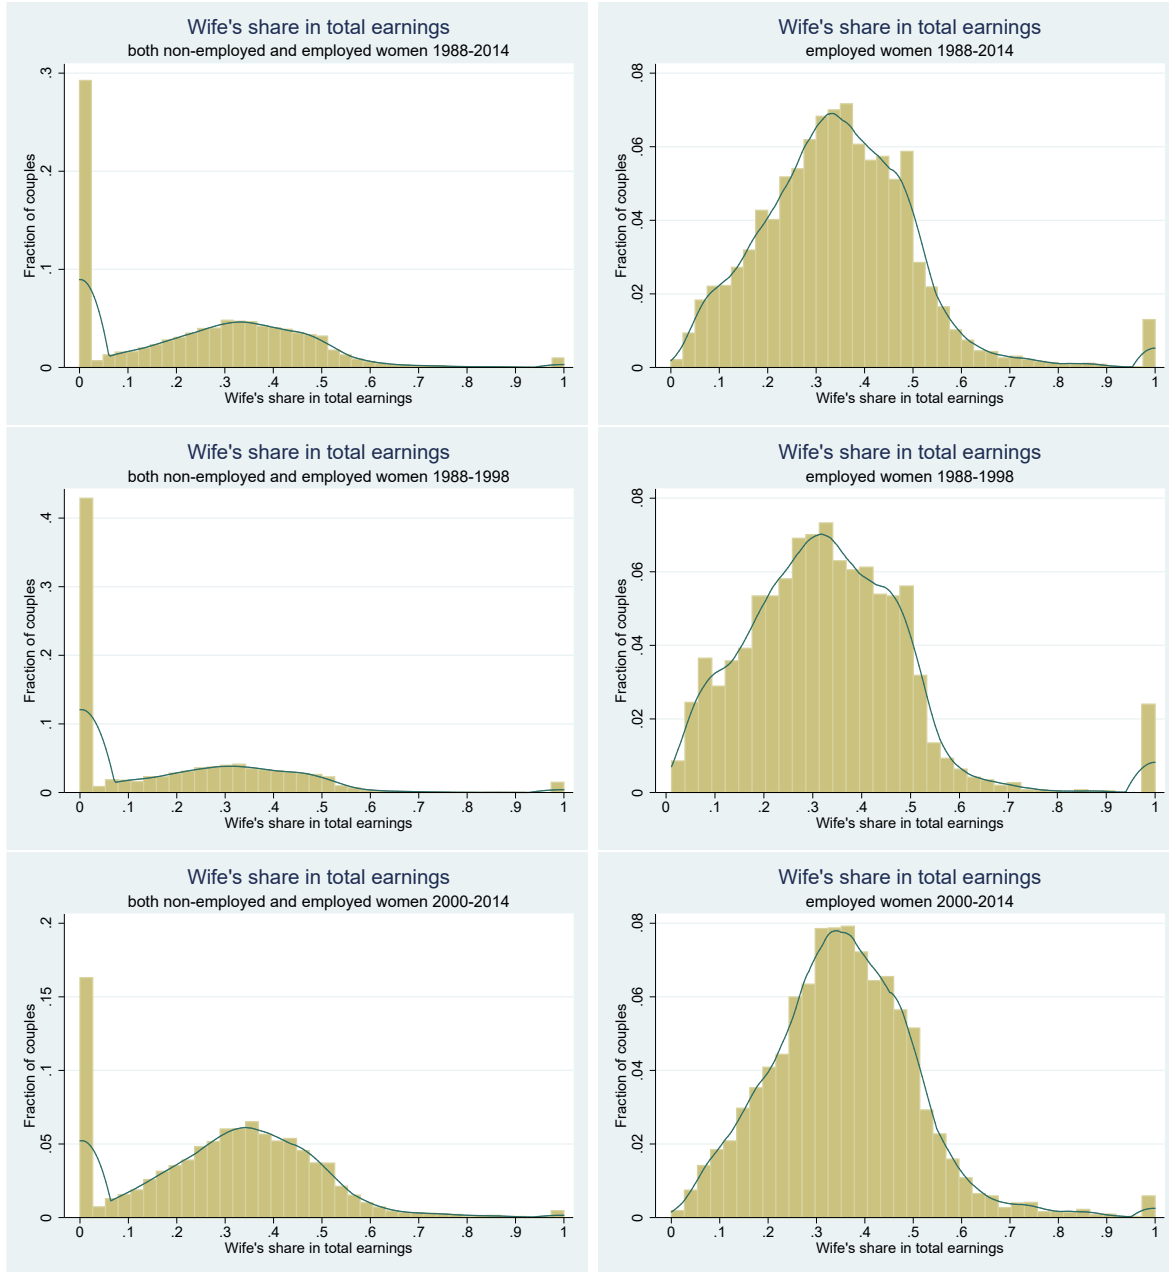 Wife's share in total earnings
both non-employed and employed women 1988-2014
Fraction of couples
.3
.2
.1
0
0 .1 .2 .3 .4 .5 .6 .7 .8 .9 1
Wife's share in total earnings
Wife's share in total earnings
employed women 1988-2014
Fraction of couples
.08
.06
.04
.02
0
0 .1 .2 .3 .4 .5 .6 .7 .8 .9 1
Wife's share in total earnings
Wife's share in total earnings
both non-employed and employed women 1988-1998
Fraction of couples
.4
.3
.2
.1
0
0 .1 .2 .3 .4 .5 .6 .7 .8 .9 1
Wife's share in total earnings
Wife's share in total earnings
employed women 1988-1998
Fraction of couples
.08
.06
.04
.02
0
0 .1 .2 .3 .4 .5 .6 .7 .8 .9 1
Wife's share in total earnings
Wife's share in total earnings
both non-employed and employed women 2000-2014
Fraction of couples
.2
.15
.1
.05
0
0 .1 .2 .3 .4 .5 .6 .7 .8 .9 1
Wife's share in total earnings
Wife's share in total earnings
employed women 2000-2014
Fraction of couples
.08
.06
.04
.02
0
0 .1 .2 .3 .4 .5 .6 .7 .8 .9 1
Wife's share in total earnings